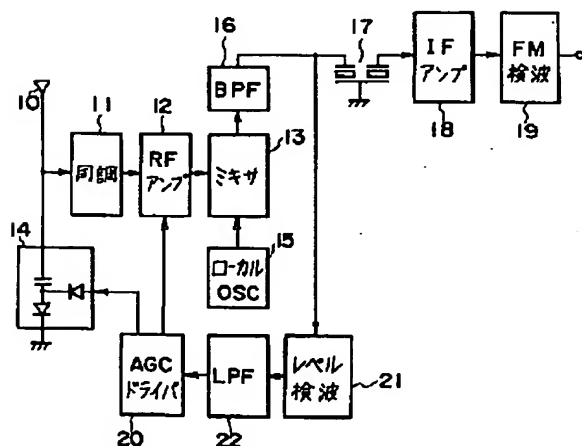 10
11
同調
12
RF
アンプ
16
BPF
13
ミキサ
15
ローカル
OSC
17
IF
アンプ
18
FM
検波
19
14
AGC
ドライバ
20
LPF
22
レベル
検波
21